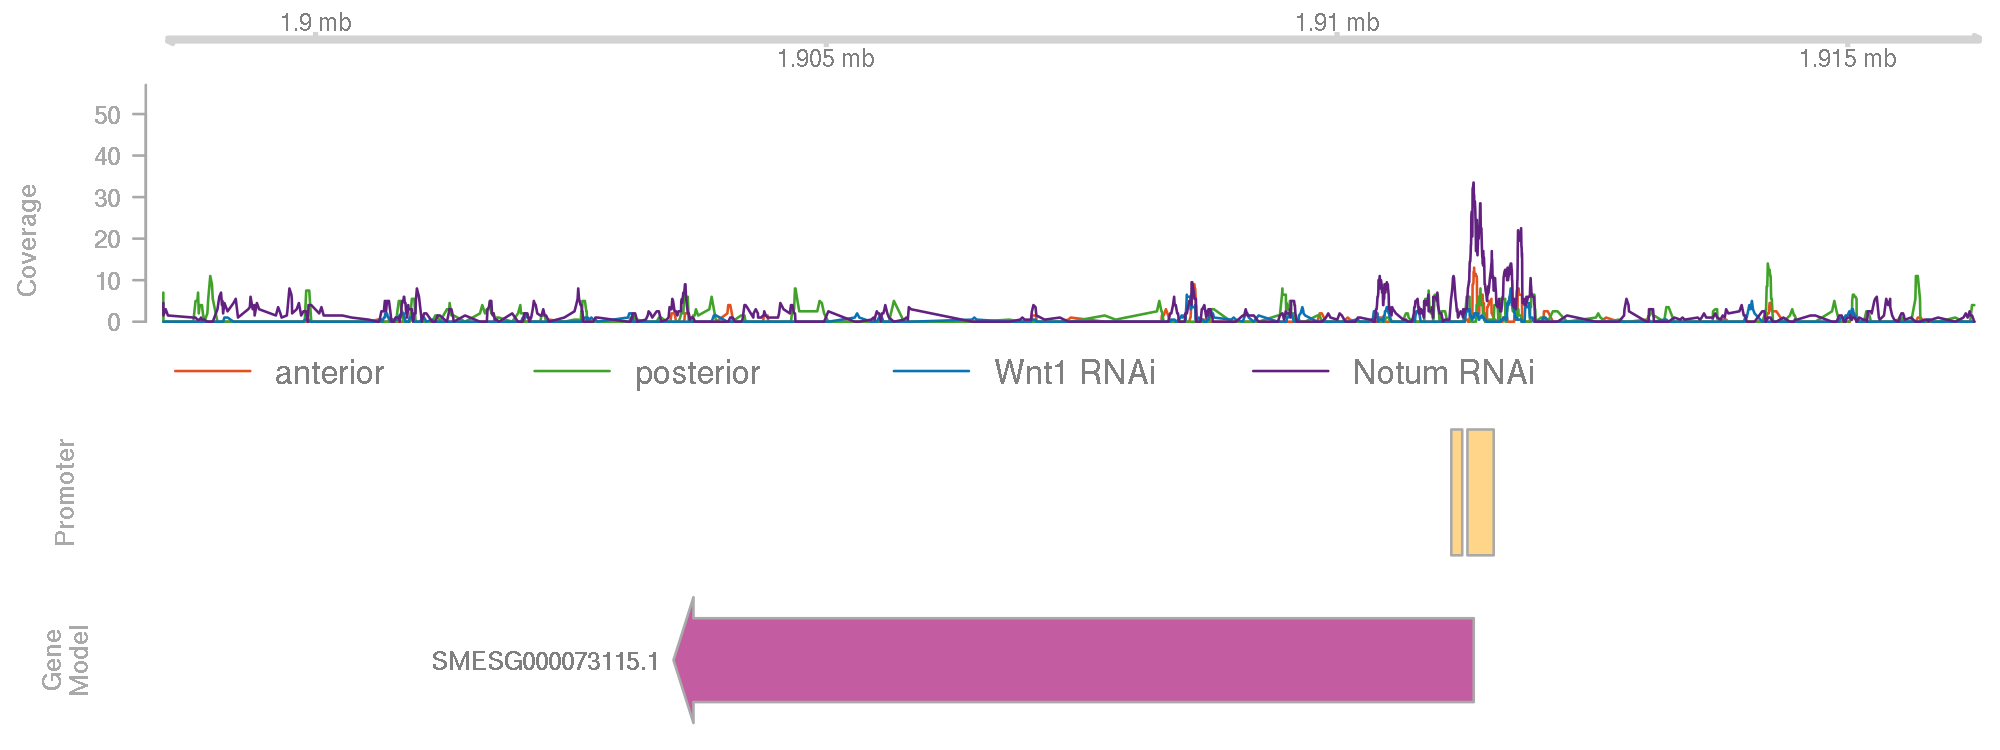 1.9 mb
1.91 mb
1.905 mb
1.915 mb
Coverage
50
40
30
20
10
0
anterior
posterior
Wnt1 RNAi
Notum RNAi
Promoter
Gene
Model
SMESG000073115.1